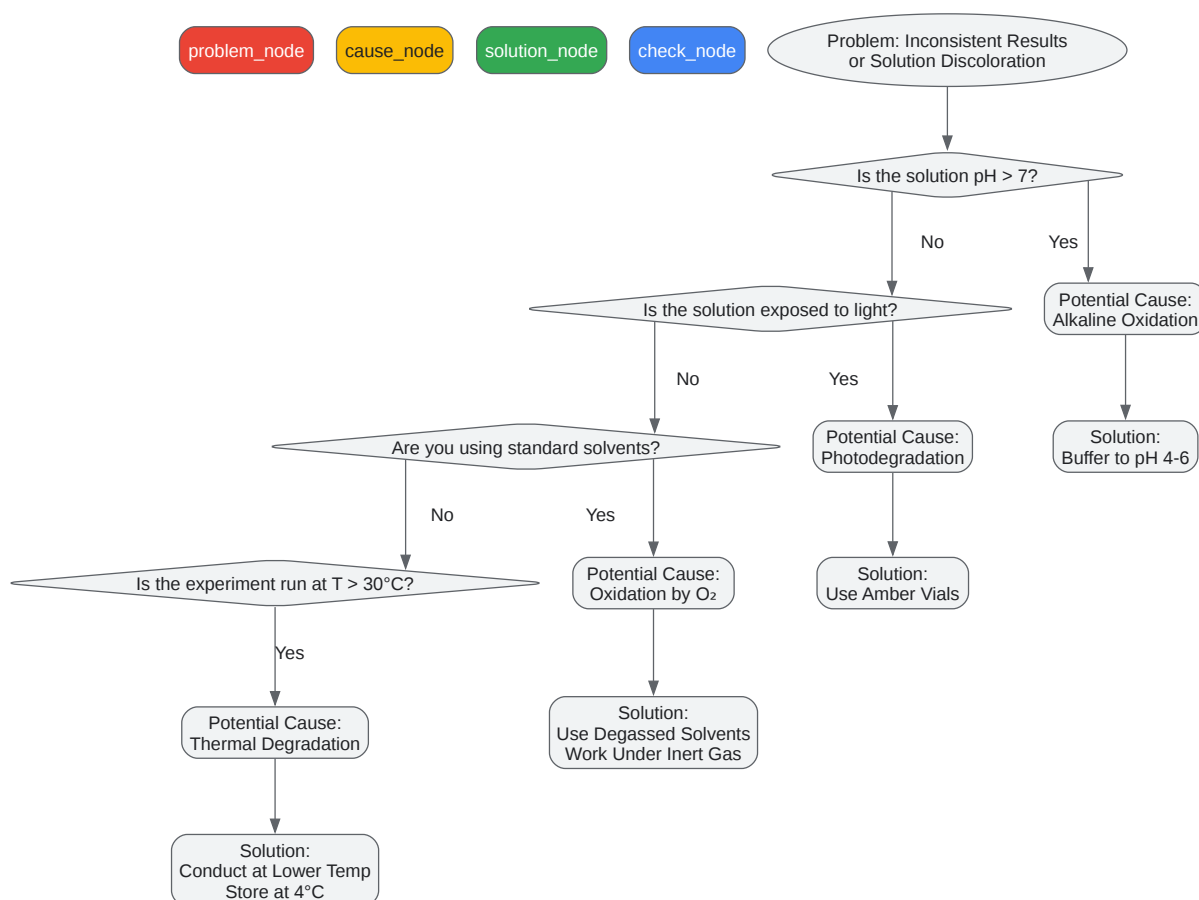 problem_node
cause_node
solution_node
check_node
Problem: Inconsistent Results
or Solution Discoloration
Is the solution pH > 7?
No
Yes
Is the solution exposed to light?
Potential Cause:
Alkaline Oxidation
No
Yes
Are you using standard solvents?
Potential Cause:
Photodegradation
Solution:
Buffer to pH 4-6
No
Yes
Is the experiment run at T > 30°C?
Potential Cause:
Oxidation by O₂
Solution:
Use Amber Vials
Yes
Potential Cause:
Thermal Degradation
Solution:
Use Degassed Solvents
Work Under Inert Gas
Solution:
Conduct at Lower Temp
Store at 4°C